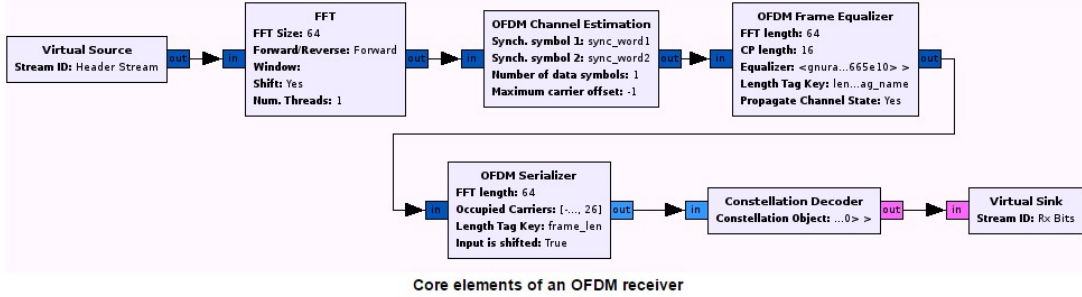 Virtual Source
Stream ID: Header Stream
out
in
FFT
FFT Size: 64
Forward/Reverse: Forward
Window:
Shift: Yes
Num. Threads: 1
out
in
OFDM Channel Estimation
Synch. symbol 1: sync_word1
Synch. symbol 2: sync_word2
Number of data symbols: 1
Maximum carrier offset: -1
out
in
OFDM Frame Equalizer
FFT length: 64
CP length: 16
Equalizer: <gnura...665e10> >
Length Tag Key: len...ag_name
Propagate Channel State: Yes
out
in
OFDM Serializer
FFT length: 64
Occupied Carriers: [-..., 26]
Length Tag Key: frame_len
Input is shifted: True
out
in
Constellation Decoder
Constellation Object: ...0> >
out
in
Virtual Sink
Stream ID: Rx Bits
Core elements of an OFDM receiver